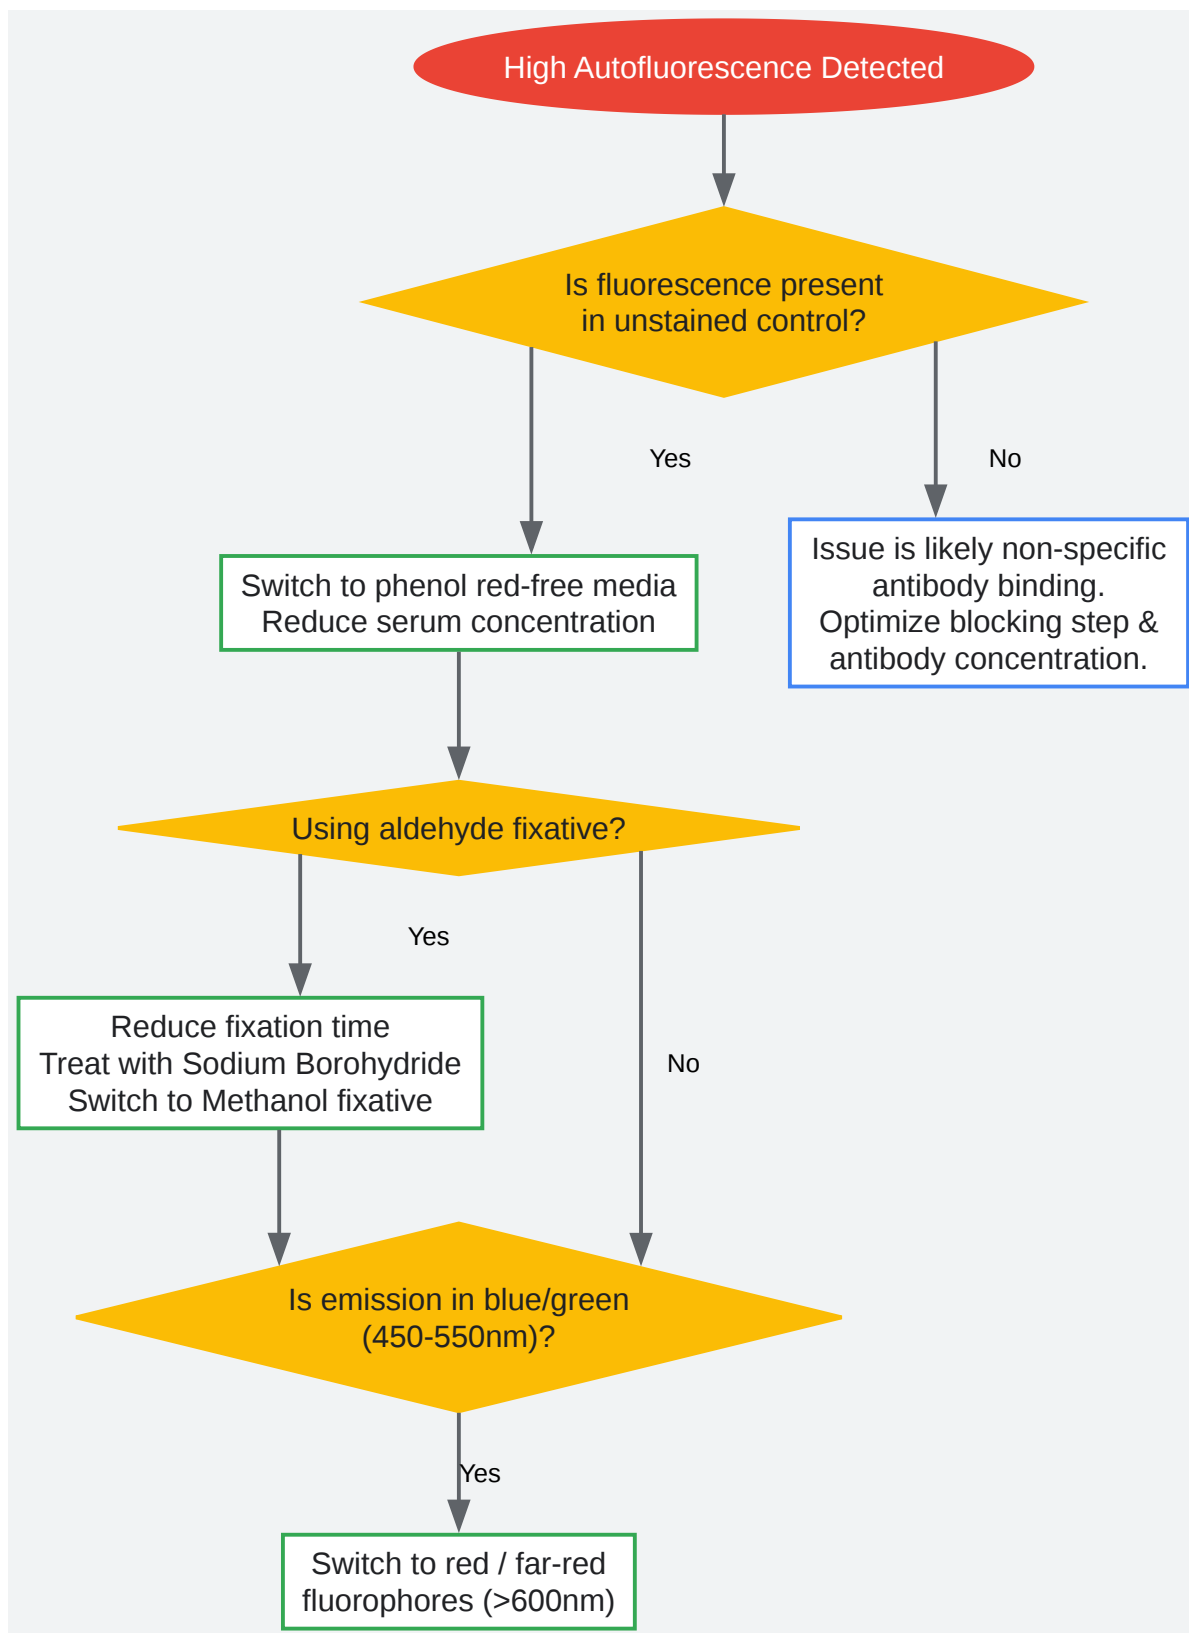 High Autofluorescence Detected
Is fluorescence present
in unstained control?
Yes
No
Switch to phenol red-free media
Reduce serum concentration
Issue is likely non-specific
antibody binding.
Optimize blocking step &
antibody concentration.
Using aldehyde fixative?
Yes
No
Reduce fixation time
Treat with Sodium Borohydride
Switch to Methanol fixative
Is emission in blue/green
(450-550nm)?
Yes
Switch to red / far-red
fluorophores (>600nm)